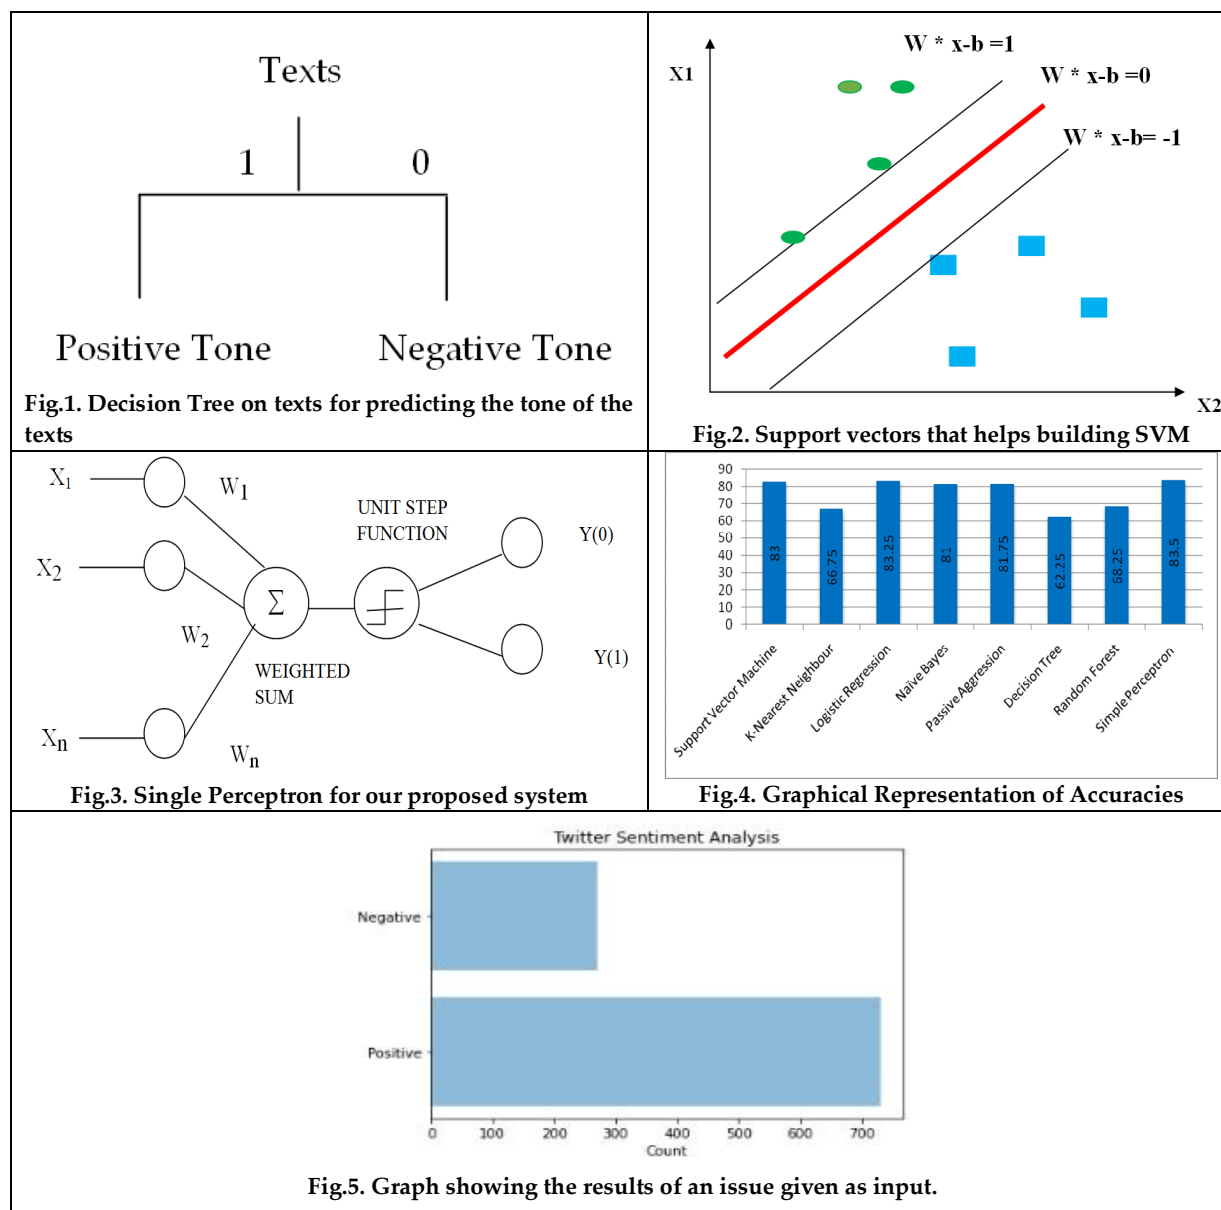 Texts
1
0
Positive Tone
Negative Tone
Fig.1. Decision Tree on texts for predicting the tone of the
texts
W * x-b =1
X1
W * x-b =0
W * x-b= -1
X2
Fig.2. Support vectors that helps building SVM
X1
W1
UNIT STEP
FUNCTION
Y(0)
X2
Σ
W2
Y(1)
WEIGHTED
SUM
Xn
Wn
Fig.3. Single Perceptron for our proposed system
90
80
70
60
50
40
30
20
10
0
83
66.75
83.25
81
81.75
62.25
68.25
83.5
Support Vector Machine
K-Nearest Neighbour
Logistic Regression
Naïve Bayes
Passive Aggression
Decision Tree
Random Forest
Simple Perceptron
Fig.4. Graphical Representation of Accuracies
Twitter Sentiment Analysis
Negative
Positive
0 100 200 300 400 500 600 700
Count
Fig.5. Graph showing the results of an issue given as input.